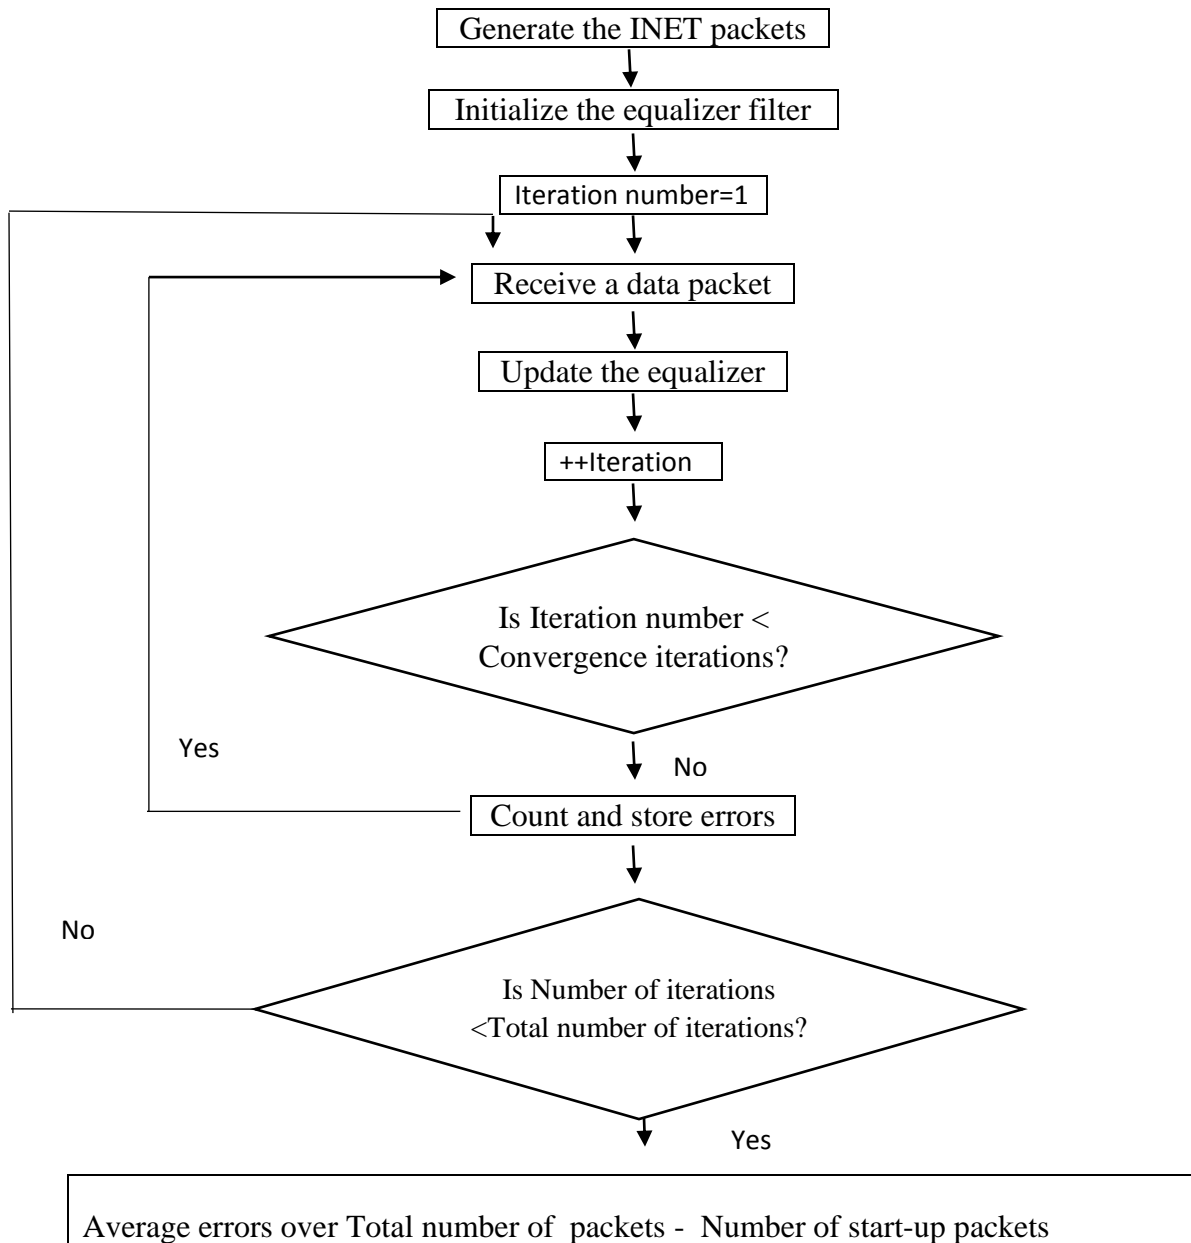 Generate the INET packets
Initialize the equalizer filter
Iteration number=1
Receive a data packet
Update the equalizer
++Iteration
Is Iteration number <
Convergence iterations?
Yes
No
Count and store errors
No
Is Number of iterations
<Total number of iterations?
Yes
Average errors over Total number of packets - Number of start-up packets